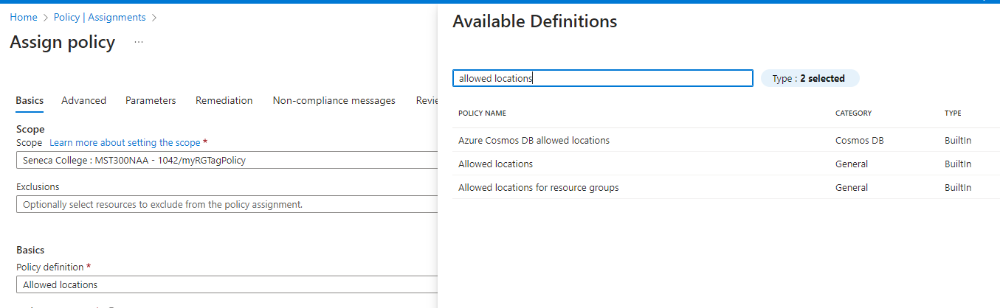 Home > Policy | Assignments >
Assign policy ...
Basics Advanced Parameters Remediation Non-compliance messages
Scope
Scope Learn more about setting the scope *
Seneca College : MST300NAA - 1042/myRGTagPolicy
Exclusions
Optionally select resources to exclude from the policy assignment.
Basics
Policy definition *
Allowed locations
Available Definitions
allowed locations
Type : 2 selected
POLICY NAME CATEGORY TYPE
Azure Cosmos DB allowed locations Cosmos DB BuiltIn
Allowed locations General BuiltIn
Allowed locations for resource groups General BuiltIn